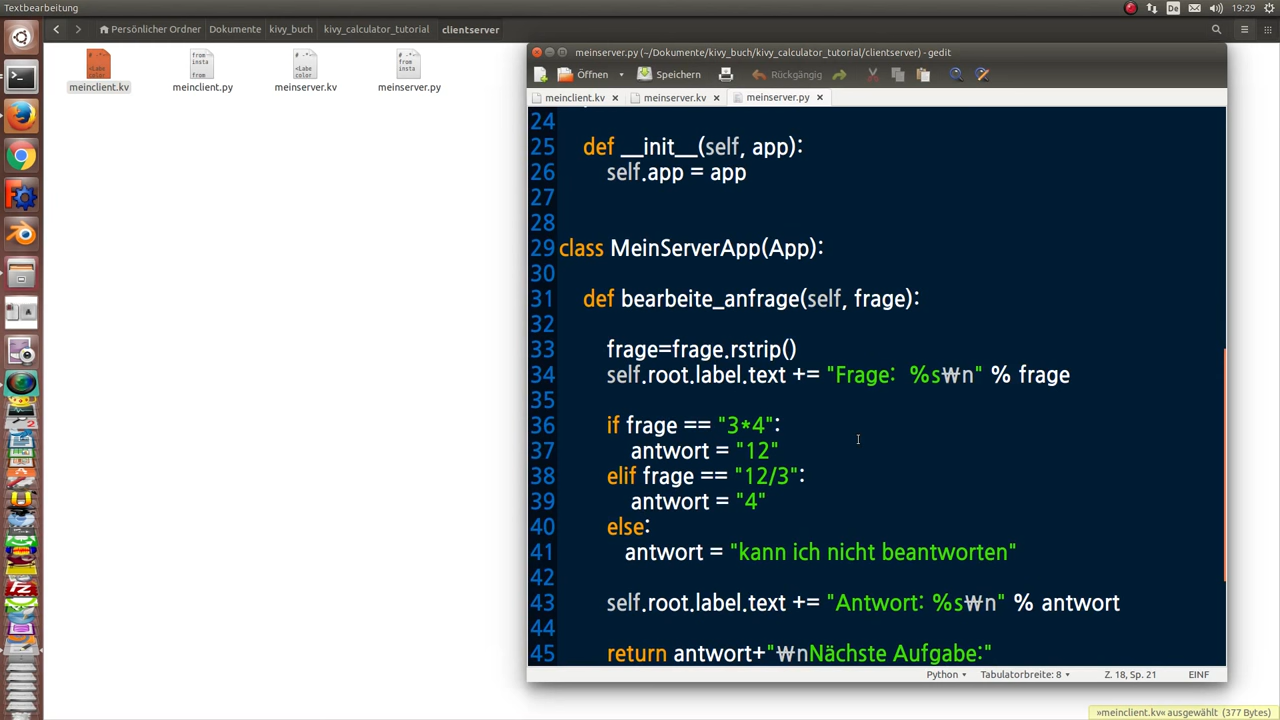 Textbearbeitung
De
19:29
Persönlicher Ordner
Dokumente
kivy_buch
kivy_calculator_tutorial
clientserver
meinclient.kv
meinclient.py
meinserver.kv
meinserver.py
meinserver.py (~/Dokumente/kivy_buch/kivy_calculator_tutorial/clientserver) - gedit
Öffnen
Speichern
Rückgängig
meinclient.kv
meinserver.kv
meinserver.py
24
25 def __init__(self, app):
26 self.app = app
27
28
29 class MeinServerApp(App):
30
31 def bearbeite_anfrage(self, frage):
32
33 frage=frage.rstrip()
34 self.root.label.text += "Frage:  %s₩n" % frage
35
36 if frage == "3*4":
37 antwort = "12"
38 elif frage == "12/3":
39 antwort = "4"
40 else:
41 antwort = "kann ich nicht beantworten"
42
43 self.root.label.text += "Antwort: %s₩n" % antwort
44
45 return antwort+"₩nNächste Aufgabe:"
Python
Tabulatorbreite: 8
Z. 18, Sp. 21
EINF
»meinclient.kv« ausgewählt (377 Bytes)